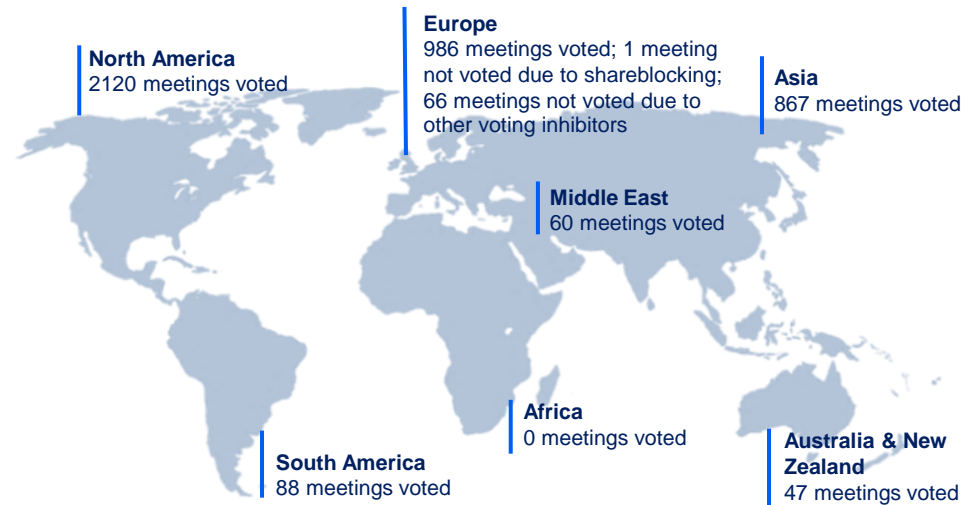 North America
2120 meetings voted
Europe
986 meetings voted; 1 meeting
not voted due to shareblocking;
66 meetings not voted due to
other voting inhibitors
Asia
867 meetings voted
Middle East
60 meetings voted
Africa
0 meetings voted
South America
88 meetings voted
Australia & New
Zealand
47 meetings voted